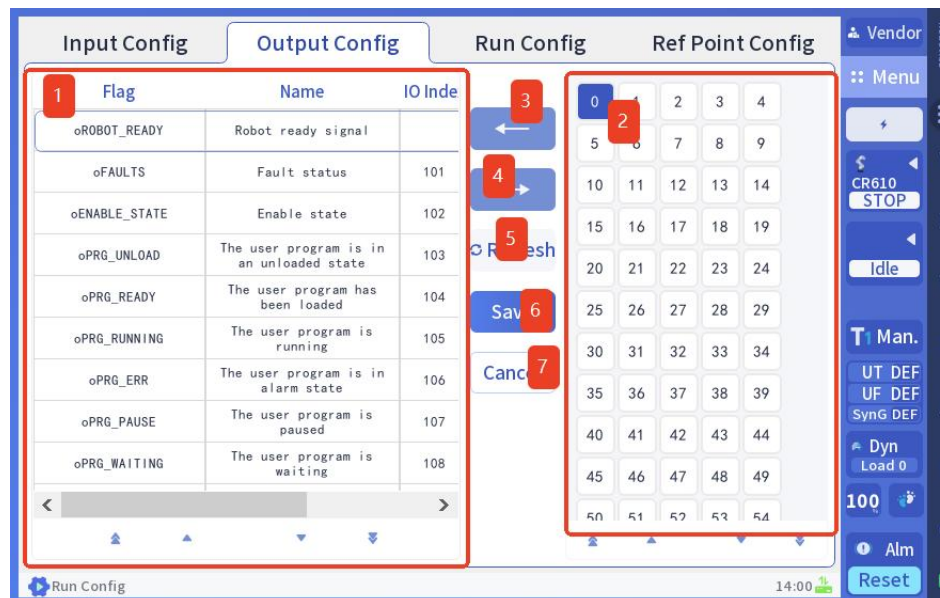 Input Config
Output Config
Run Config
Ref Point Config
Vendor
Menu
1
Flag
Name
IO Inde
oROBOT_READY
Robot ready signal
oFAULTS
Fault status
101
oENABLE_STATE
Enable state
102
oPRG_UNLOAD
The user program is in
an unloaded state
103
oPRG_READY
The user program has
been loaded
104
oPRG_RUNNING
The user program is
running
105
oPRG_ERR
The user program is in
alarm state
106
oPRG_PAUSE
The user program is
paused
107
oPRG_WAITING
The user program is
waiting
108
3
4
5
6
7
2
0 2 3 4
5 7 8 9
10 11 12 13 14
15 16 17 18 19
20 21 22 23 24
25 26 27 28 29
30 31 32 33 34
35 36 37 38 39
40 41 42 43 44
45 46 47 48 49
50 51 52 53 54
CR610
STOP
Idle
T1 Man.
UT DEF
UF DEF
SynG DEF
Dyn
Load 0
100
%
Alm
Reset
Run Config
14:00